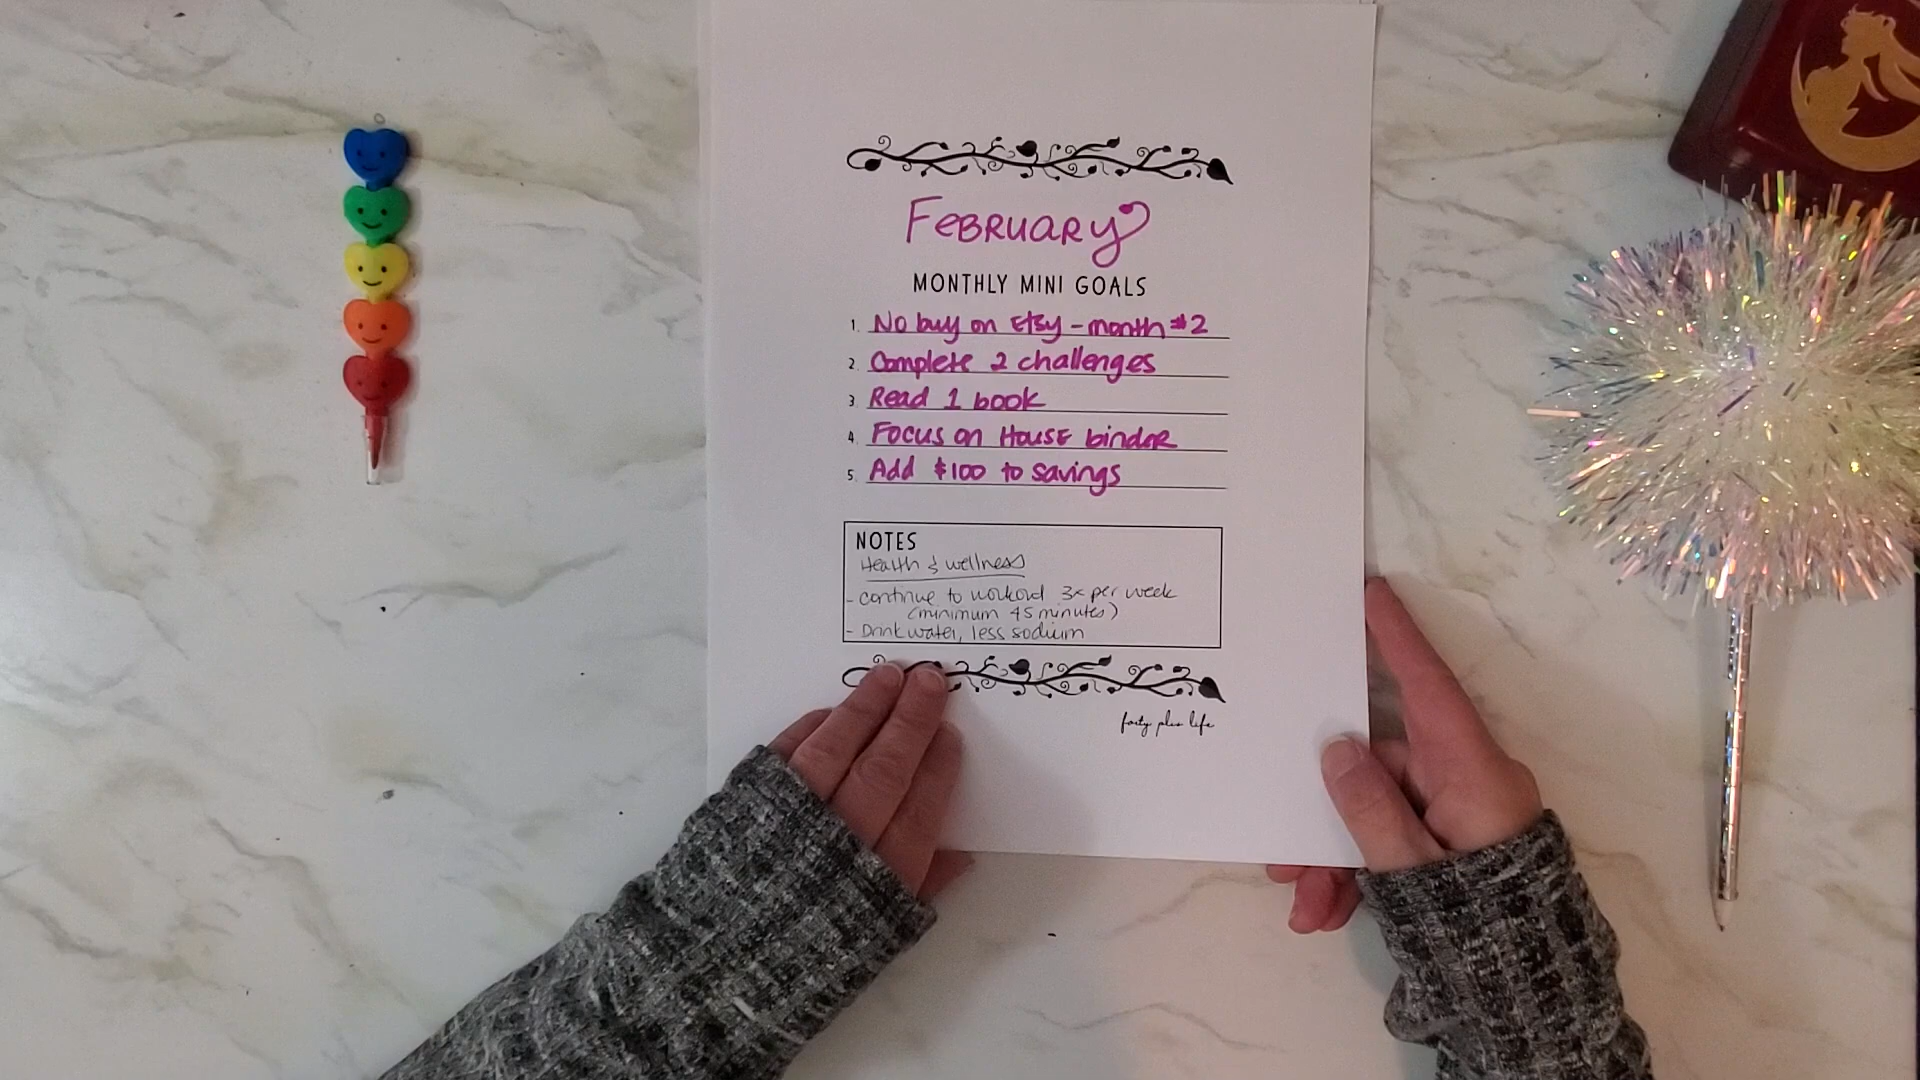 February
MONTHLY MINI GOALS
1. No buy on Etsy - month #2
2. Complete 2 challenges
3. Read 1 book
4. Focus on House binder
5. Add $100 to savings
NOTES
Health & wellness
- continue to workout 3x per week
(minimum 45 minutes)
- Drink water, less sodium
forty plus life